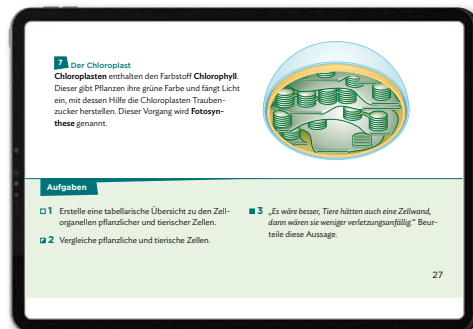 7 Der Chloroplast
Chloroplasten enthalten den Farbstoff Chlorophyll.
Dieser gibt Pflanzen ihre grüne Farbe und fängt Licht
ein, mit dessen Hilfe die Chloroplasten Trauben-
zucker herstellen. Dieser Vorgang wird Fotosyn-
these genannt.
Aufgaben
1 Erstelle eine tabellarische Übersicht zu den Zell-
organellen pflanzlicher und tierischer Zellen.
2 Vergleiche pflanzliche und tierische Zellen.
3 „Es wäre besser, Tiere hätten auch eine Zellwand,
dann wären sie weniger verletzungsanfällig.“ Beur-
teile diese Aussage.
27